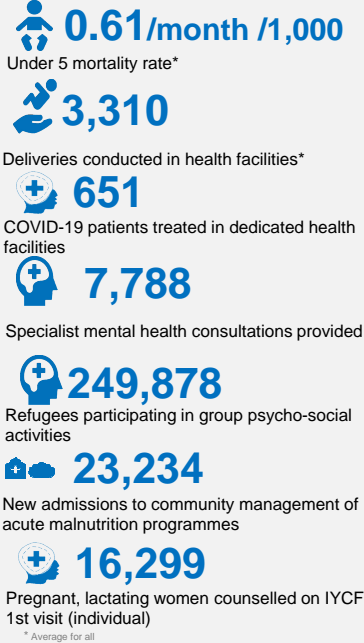 0.61/month /1,000
Under 5 mortality rate*
3,310
Deliveries conducted in health facilities*
651
COVID-19 patients treated in dedicated health
facilities
7,788
Specialist mental health consultations provided
249,878
Refugees participating in group psycho-social
activities
23,234
New admissions to community management of
acute malnutrition programmes
16,299
Pregnant, lactating women counselled on IYCF
1st visit (individual)
* Average for all